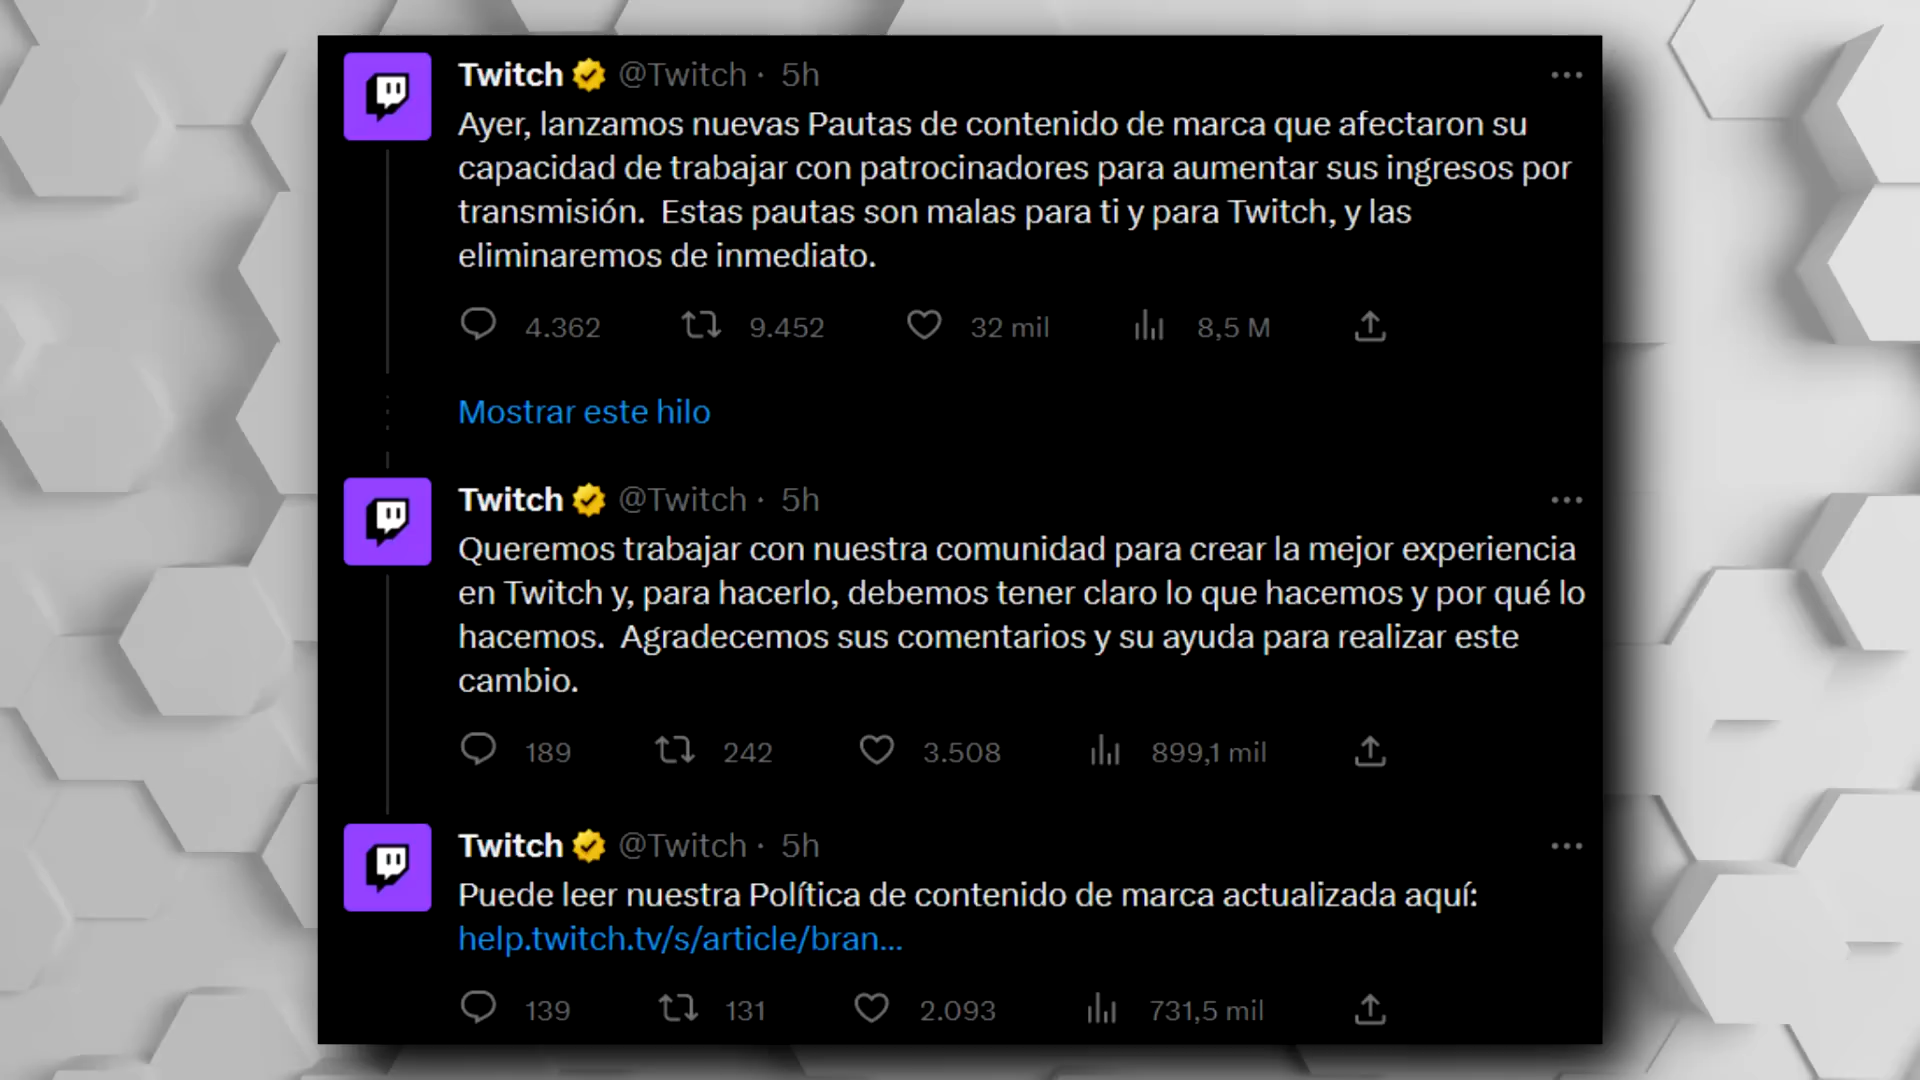 Twitch @Twitch · 5h
Ayer, lanzamos nuevas Pautas de contenido de marca que afectaron su
capacidad de trabajar con patrocinadores para aumentar sus ingresos por
transmisión.  Estas pautas son malas para ti y para Twitch, y las
eliminaremos de inmediato.
4.362 9.452 32 mil 8,5 M
Mostrar este hilo
Twitch @Twitch · 5h
Queremos trabajar con nuestra comunidad para crear la mejor experiencia
en Twitch y, para hacerlo, debemos tener claro lo que hacemos y por qué lo
hacemos.  Agradecemos sus comentarios y su ayuda para realizar este
cambio.
189 242 3.508 899,1 mil
Twitch @Twitch · 5h
Puede leer nuestra Política de contenido de marca actualizada aquí:
help.twitch.tv/s/article/bran...
139 131 2.093 731,5 mil